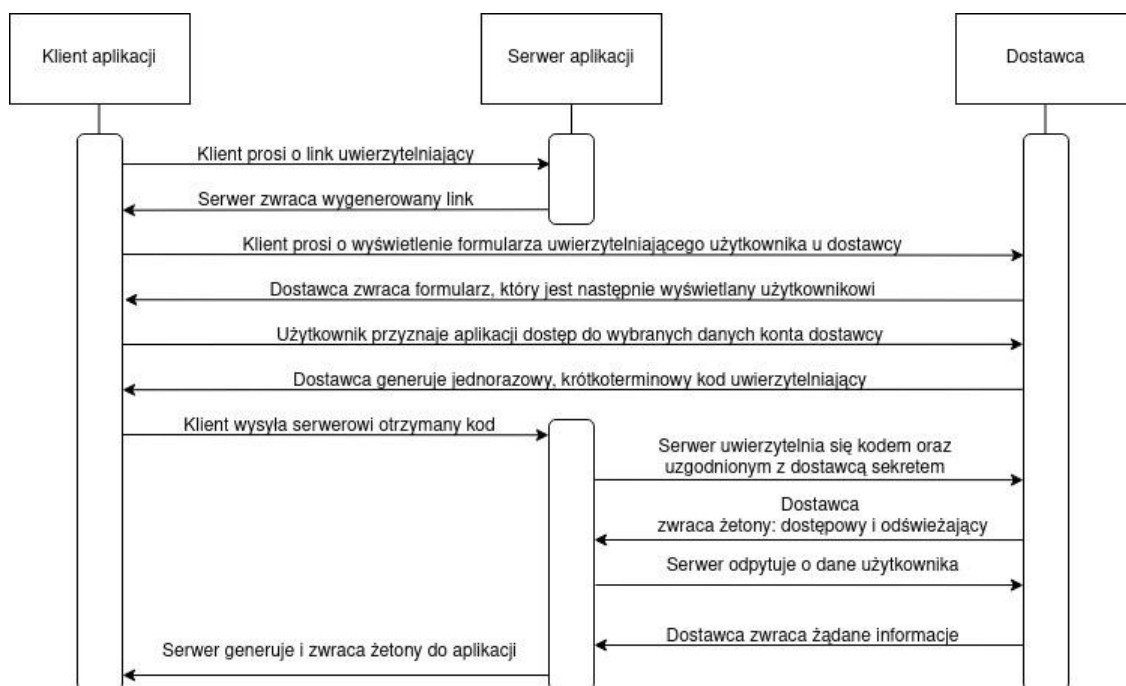 Klient aplikacji
Serwer aplikacji
Dostawca
Klient prosi o link uwierzytelniający
Serwer zwraca wygenerowany link
Klient prosi o wyświetlenie formularza uwierzytelniającego użytkownika u dostawcy
Dostawca zwraca formularz, który jest następnie wyświetlany użytkownikowi
Użytkownik przyznaje aplikacji dostęp do wybranych danych konta dostawcy
Dostawca generuje jednorazowy, krótkoterminowy kod uwierzytelniający
Klient wysyła serwerowi otrzymany kod
Serwer uwierzytelnia się kodem oraz
uzgodnionym z dostawcą sekretem
Dostawca
zwraca żetony: dostępowy i odświeżający
Serwer odpytuje o dane użytkownika
Dostawca zwraca żądane informacje
Serwer generuje i zwraca żetony do aplikacji